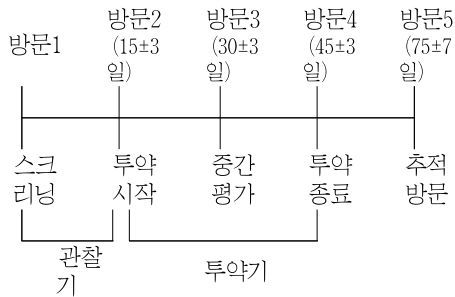 방문1
방문2
(15±3
일)
방문3
(30±3
일)
방문4
(45±3
일)
방문5
(75±7
일)
스크
리닝
투약
시작
중간
평가
투약
종료
추적
방문
관찰
기
투약기